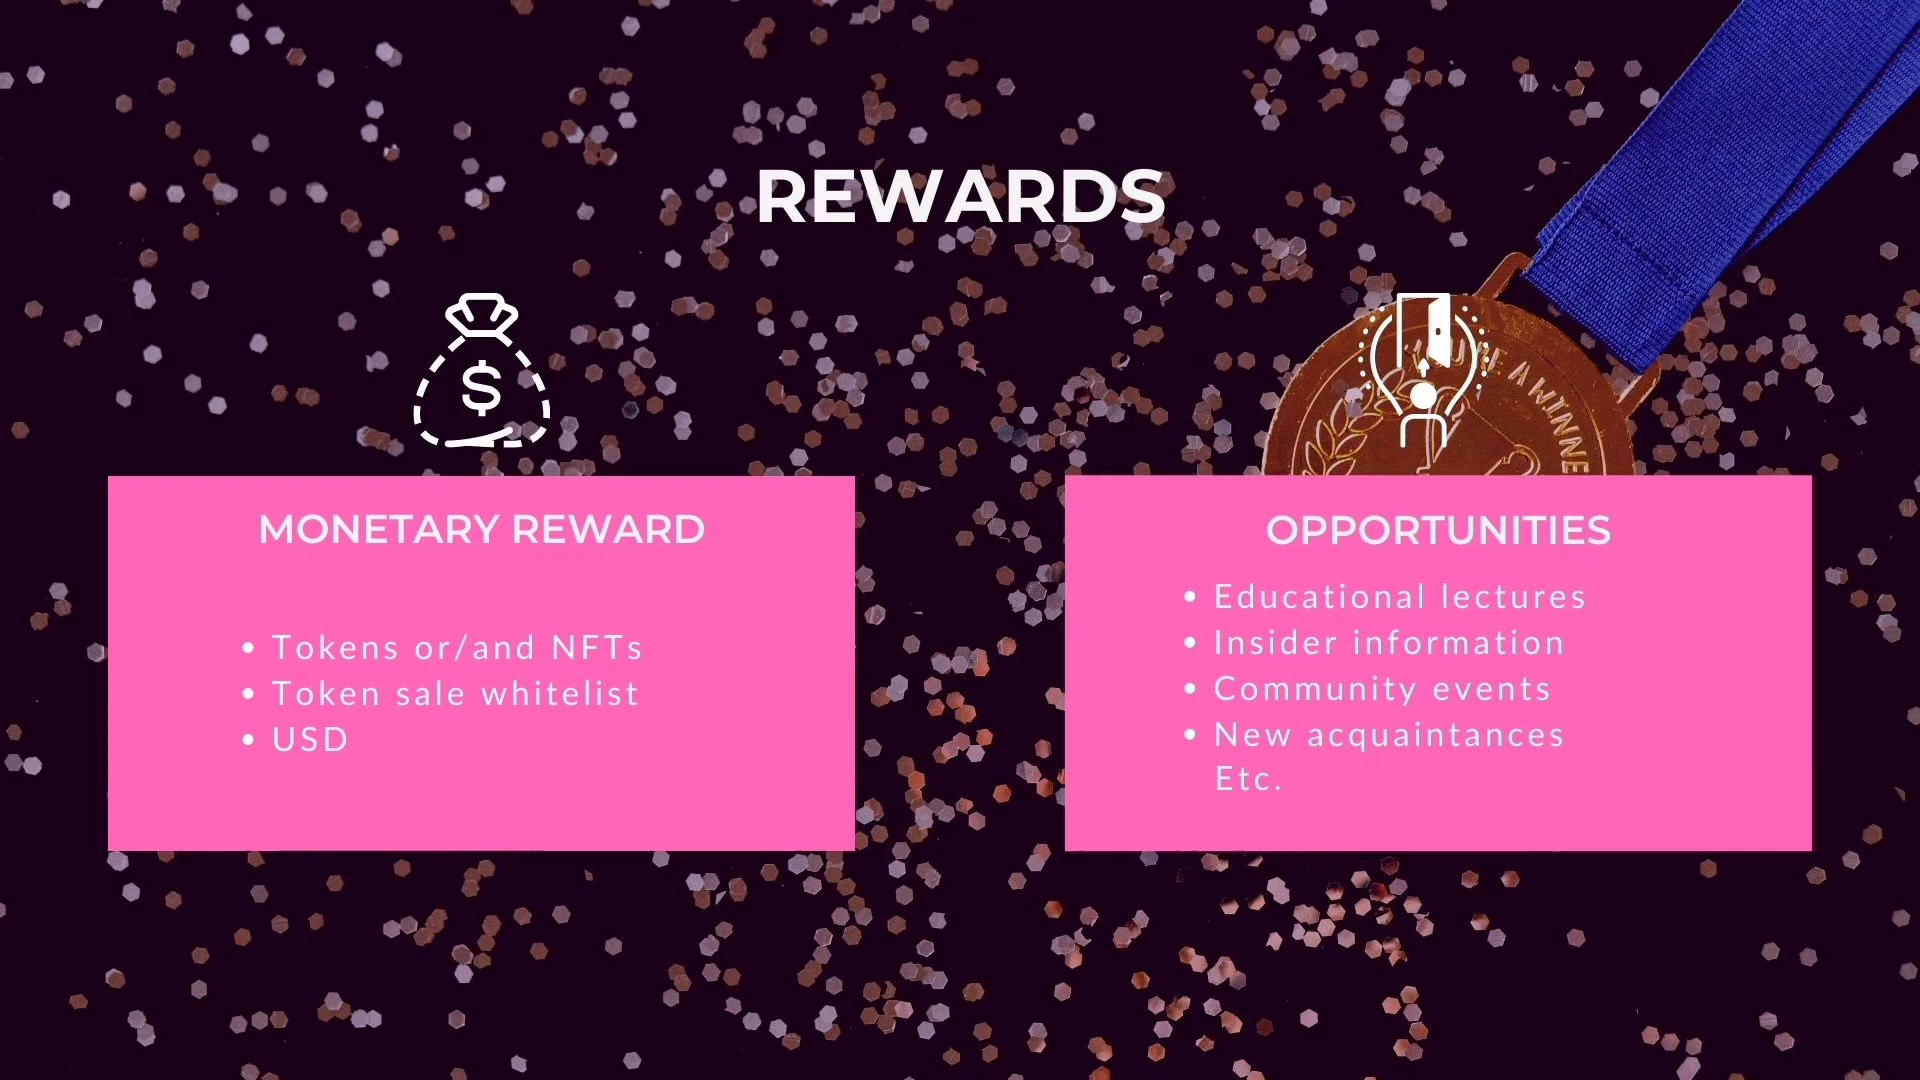 REWARDS
$
A WINNE
MONETARY REWARD
• Tokens or/and NFTs
• Token sale whitelist
• USD
OPPORTUNITIES
• Educational lectures
• Insider information
• Community events
• New acquaintances
Etc.